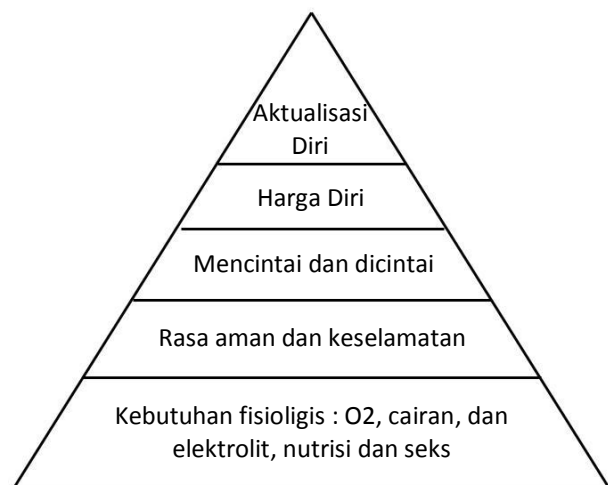 Aktualisasi
Diri
Harga Diri
Mencintai dan dicintai
Rasa aman dan keselamatan
Kebutuhan fisioligis : O2, cairan, dan
elektrolit, nutrisi dan seks